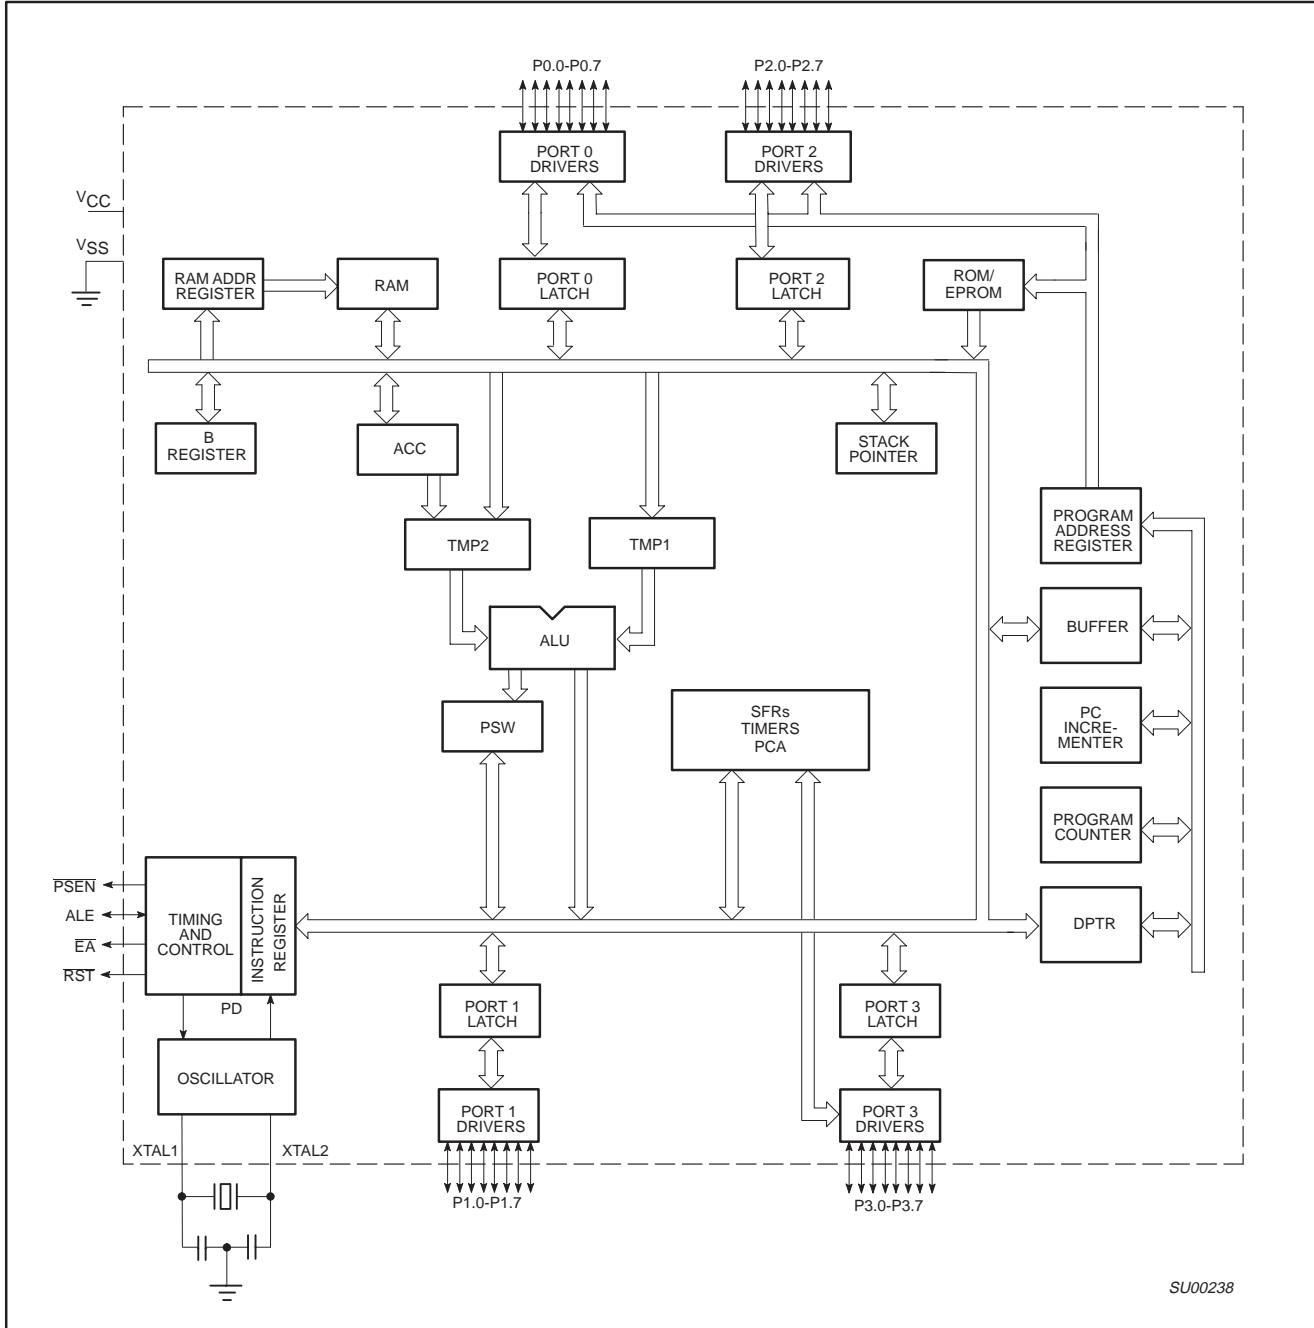 P0.0-P0.7
P2.0-P2.7
PORT 0
DRIVERS
PORT 2
DRIVERS
VCC
VSS
RAM ADDR
REGISTER
RAM
PORT 0
LATCH
PORT 2
LATCH
ROM/
EPROM
B
REGISTER
ACC
STACK
POINTER
TMP2
TMP1
PROGRAM
ADDRESS
REGISTER
ALU
BUFFER
PSW
SFRs
TIMERS
PCA
PC
INCRE-
MENTER
PROGRAM
COUNTER
PSEN
ALE
EA
RST
TIMING
AND
CONTROL
INSTRUCTION
REGISTER
DPTR
PD
PORT 1
LATCH
PORT 3
LATCH
OSCILLATOR
PORT 1
DRIVERS
PORT 3
DRIVERS
XTAL1
XTAL2
P1.0-P1.7
P3.0-P3.7
SU00238